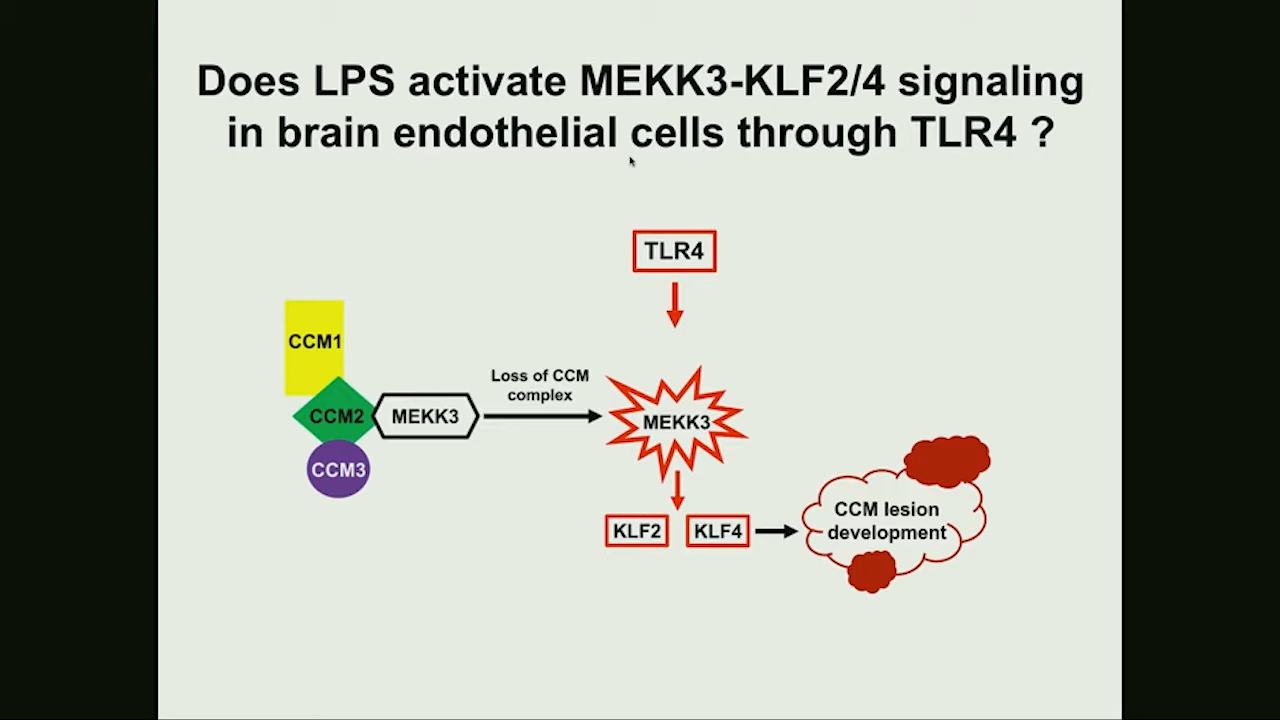 Does LPS activate MEKK3-KLF2/4 signaling
in brain endothelial cells through TLR4 ?
TLR4
CCM1
Loss of CCM
complex
CCM2
MEKK3
MEKK3
CCM3
KLF2
KLF4
CCM lesion
development